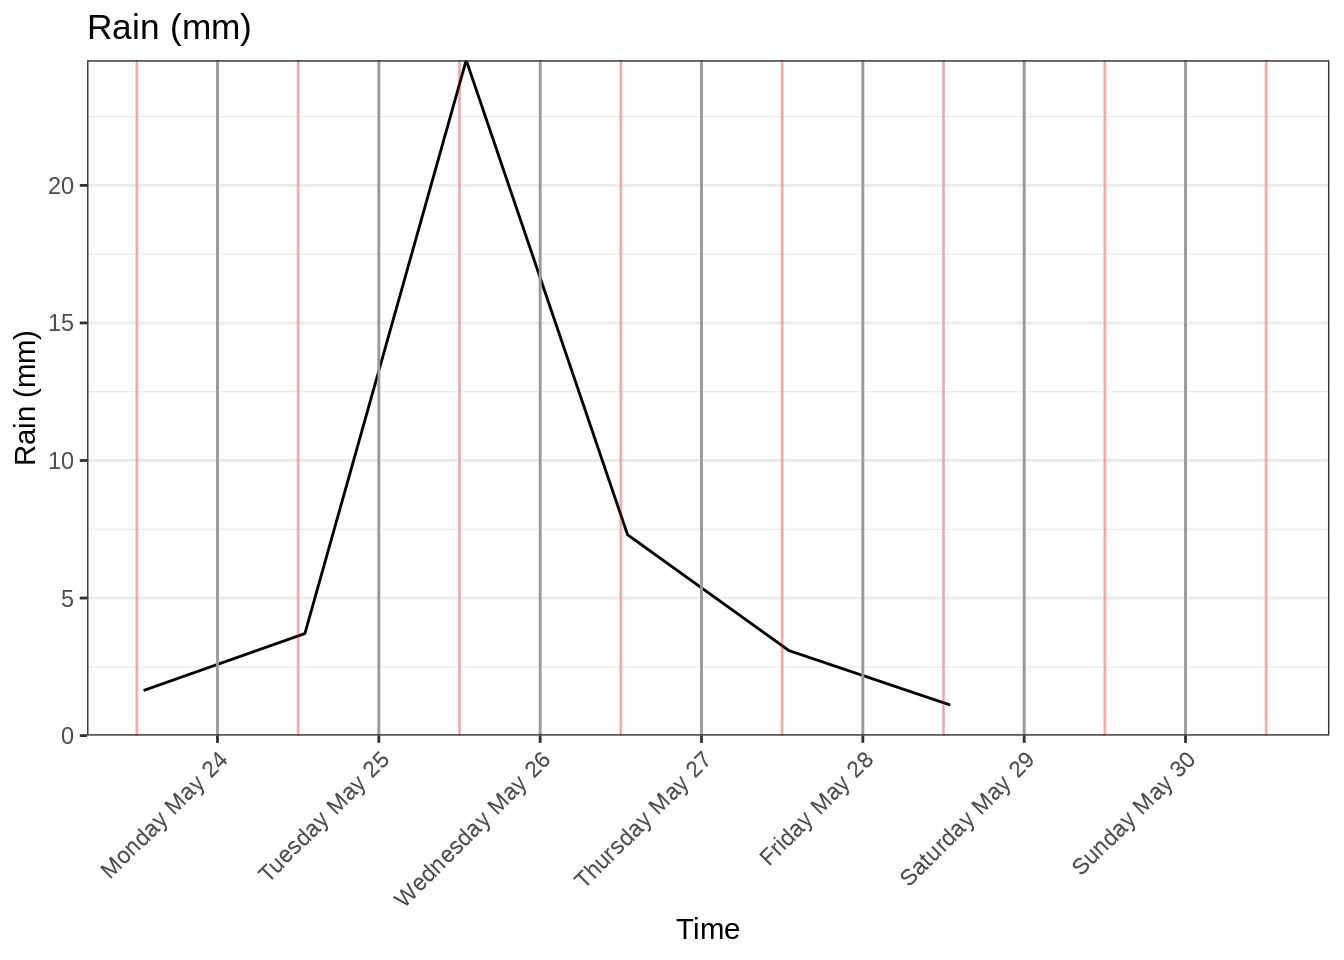 Rain (mm)
Rain (mm)
20
15
10
5
0
Monday May 24
Tuesday May 25
Wednesday May 26
Thursday May 27
Friday May 28
Saturday May 29
Sunday May 30
Time